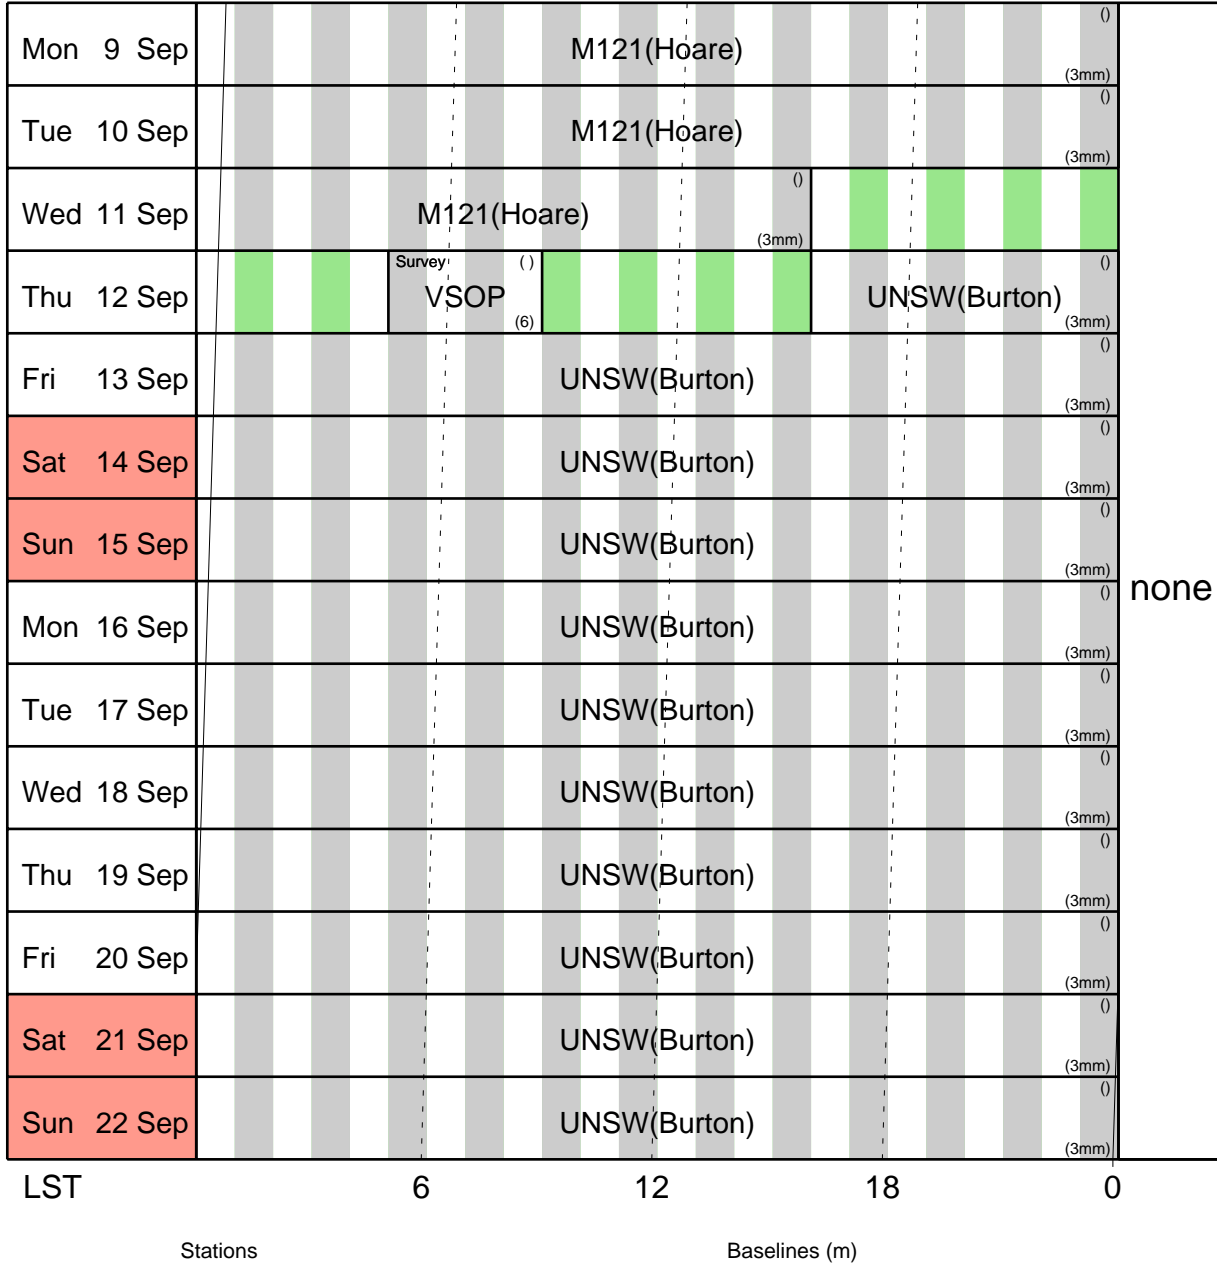 Mon 9 Sep M121(Hoare) () (3mm)
Tue 10 Sep M121(Hoare) () (3mm)
Wed 11 Sep M121(Hoare) () (3mm)
Thu 12 Sep Survey VSOP ( ) (6) UNSW(Burton) () (3mm)
Fri 13 Sep UNSW(Burton) () (3mm)
Sat 14 Sep UNSW(Burton) () (3mm)
Sun 15 Sep UNSW(Burton) () (3mm)
Mon 16 Sep UNSW(Burton) () (3mm)
none
Tue 17 Sep UNSW(Burton) () (3mm)
Wed 18 Sep UNSW(Burton) () (3mm)
Thu 19 Sep UNSW(Burton) () (3mm)
Fri 20 Sep UNSW(Burton) () (3mm)
Sat 21 Sep UNSW(Burton) () (3mm)
Sun 22 Sep UNSW(Burton) () (3mm)
LST 6 12 18 0
Stations Baselines (m)